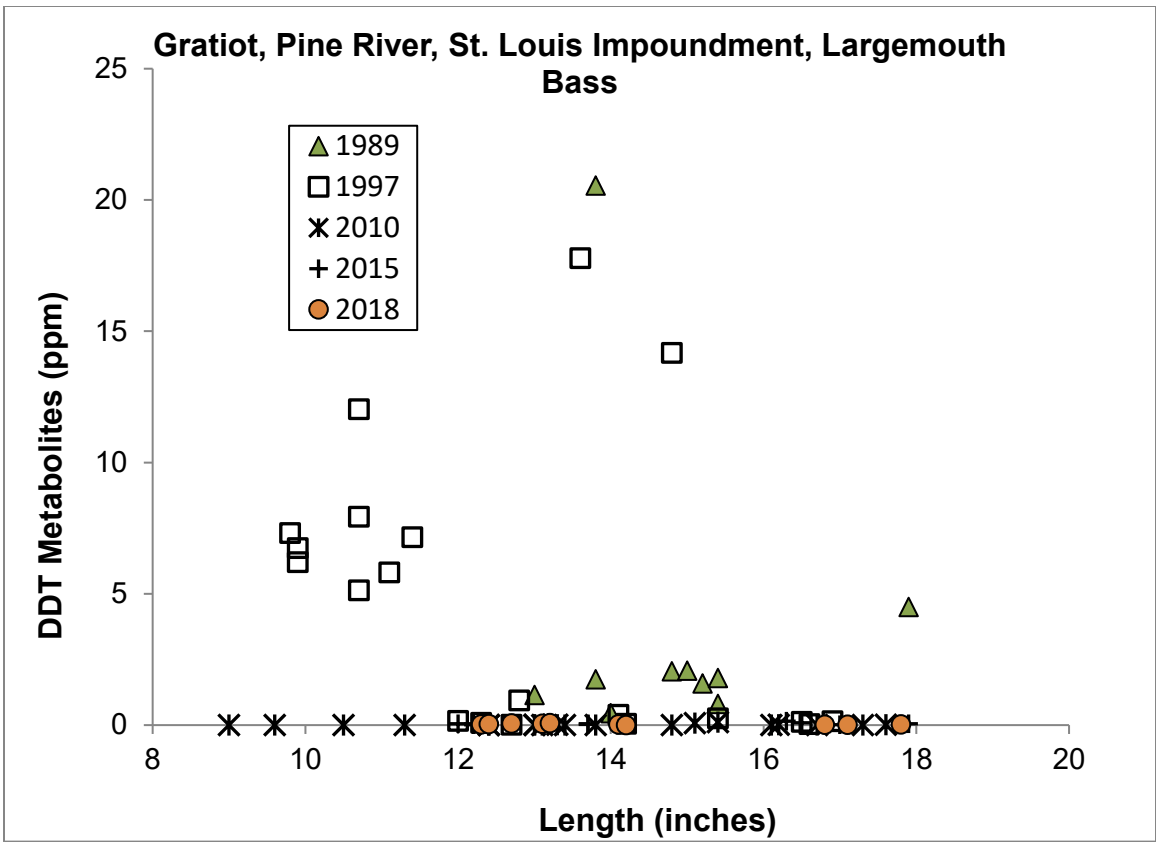 Gratiot, Pine River, St. Louis Impoundment, Largemouth
Bass
25
20
15
10
5
0
DDT Metabolites (ppm)
1989
1997
2010
2015
2018
8 10 12 14 16 18 20
Length (inches)